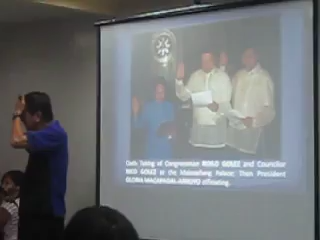 Oath Taking of Congressman ROILO GOLEZ and Councilor
RICO GOLEZ at the Malacañang Palace; Then President
GLORIA MACAPAGAL-ARROYO officiating.